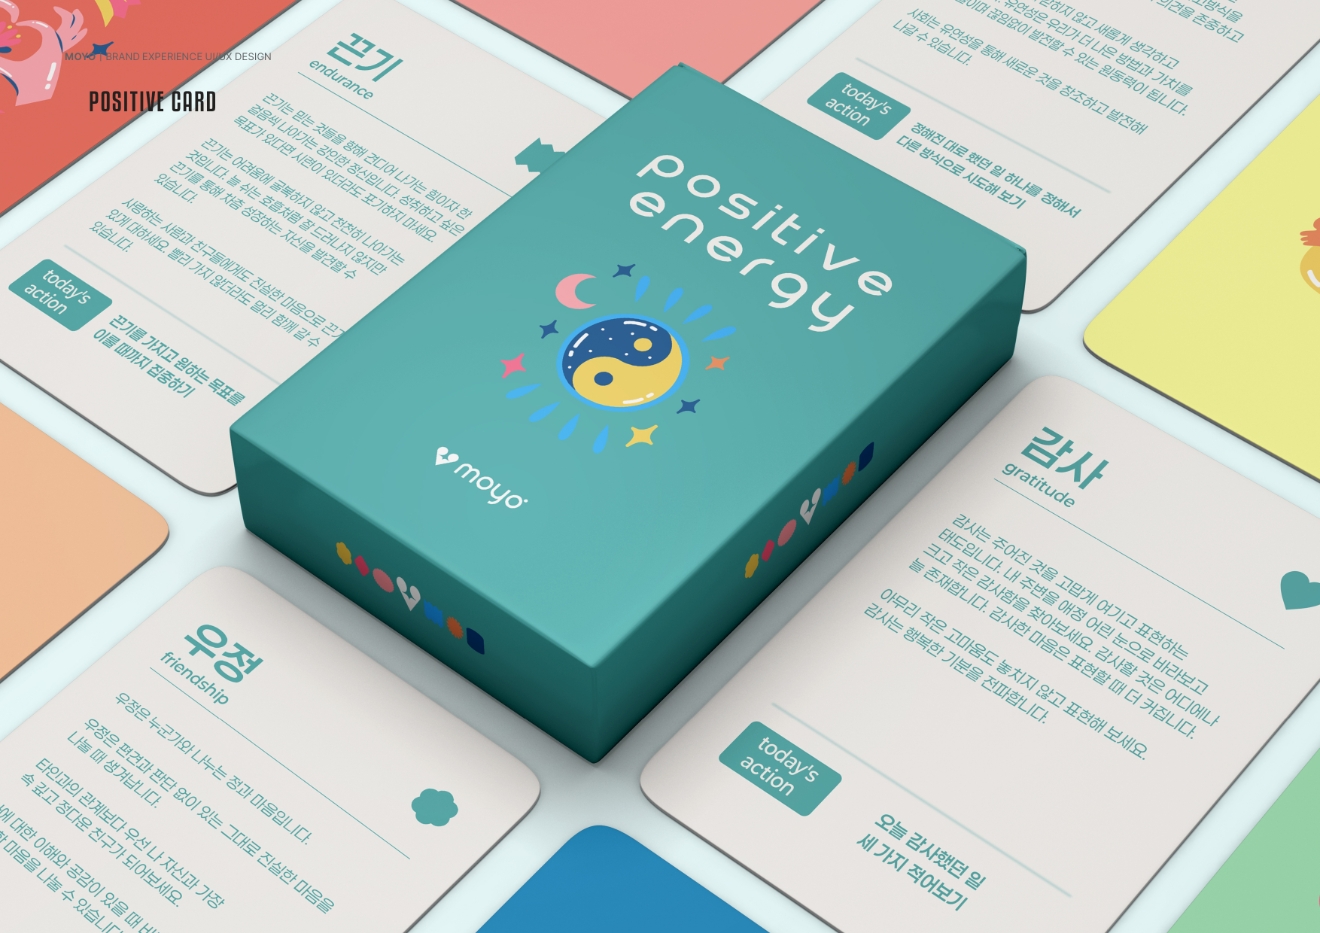 MOYO | BRAND EXPERIENCE UI/UX DESIGN
POSITIVE CARD
끈기
endurance
끈기는 믿는 것들을 향해 견디어 나가는 힘이자 한
걸음씩 나아가는 강인한 정신입니다. 성취하고 싶은
목표가 있다면 시련이 있더라도 포기하지 마세요.
끈기는 어려움에 굴복하지 않고 천천히 나아가는
것입니다. 늘 쉬는 호흡처럼 잘 드러나지 않지만
끈기를 통해 차츰 성장하는 자신을 발견할 수
있습니다.
사랑하는 사람과 친구들에게도 진실한 마음으로 끈기
있게 대하세요. 빨리 가지 않더라도 멀리 함께 갈 수
있습니다.
today's
action
끈기를 가지고 원하는 목표를
이룰 때까지 집중하기
positive
energy
moyo
않고 새롭게 생각하고
유연성은 우리가 더 나은 방법과 가치를
끊임없이 발전할 수 있는 원동력이 됩니다.
사회는 유연성을 통해 새로운 것을 창조하고 발전해
나갈 수 있습니다.
today's
action
정해진 대로 했던 일 하나를 정해서
다른 방식으로 시도해 보기
감사
gratitude
감사는 주어진 것을 고맙게 여기고 표현하는
태도입니다. 내 주변을 애정 어린 눈으로 바라보고
크고 작은 감사함을 찾아보세요. 감사할 것은 어디에나
늘 존재합니다. 감사한 마음은 표현할 때 더 커집니다.
아무리 작은 고마움도 놓치지 않고 표현해 보세요.
감사는 행복한 기분을 전파합니다.
today's
action
오늘 감사했던 일
세 가지 적어보기
우정
friendship
우정은 누군가와 나누는 정과 마음입니다.
우정은 편견과 판단 없이 있는 그대로 진실한 마음을
나눌 때 생겨납니다.
타인과의 관계보다 우선 나 자신과 가장
속 깊고 정다운 친구가 되어보세요.
대한 이해와 공감이 있을 때
마음을 나눌 수 있습니다